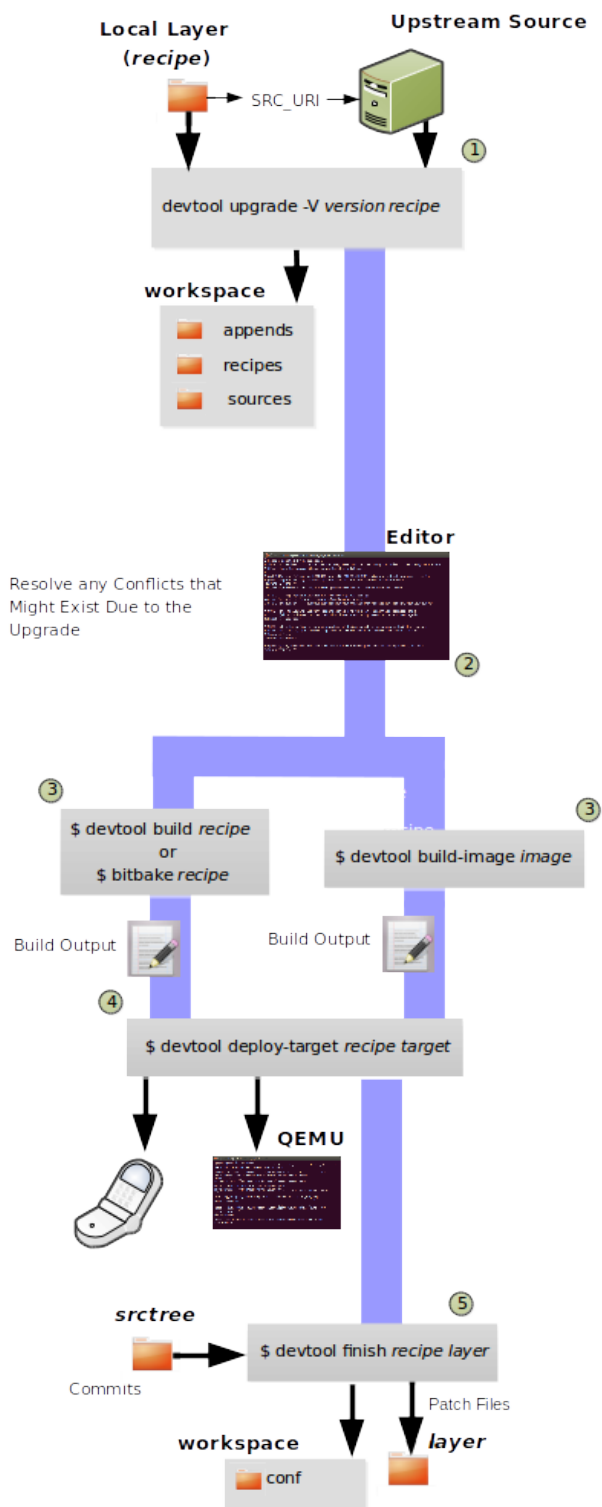 Local Layer
(recipe)
Upstream Source
SRC_URI
1
devtool upgrade -V version recipe
workspace
appends
recipes
sources
Editor
Resolve any Conflicts that
Might Exist Due to the
Upgrade
2
3
$ devtool build recipe
or
$ bitbake recipe
3
$ devtool build-image image
Build Output
Build Output
4
$ devtool deploy-target recipe target
QEMU
5
srctree
$ devtool finish recipe layer
Commits
Patch Files
workspace
layer
conf